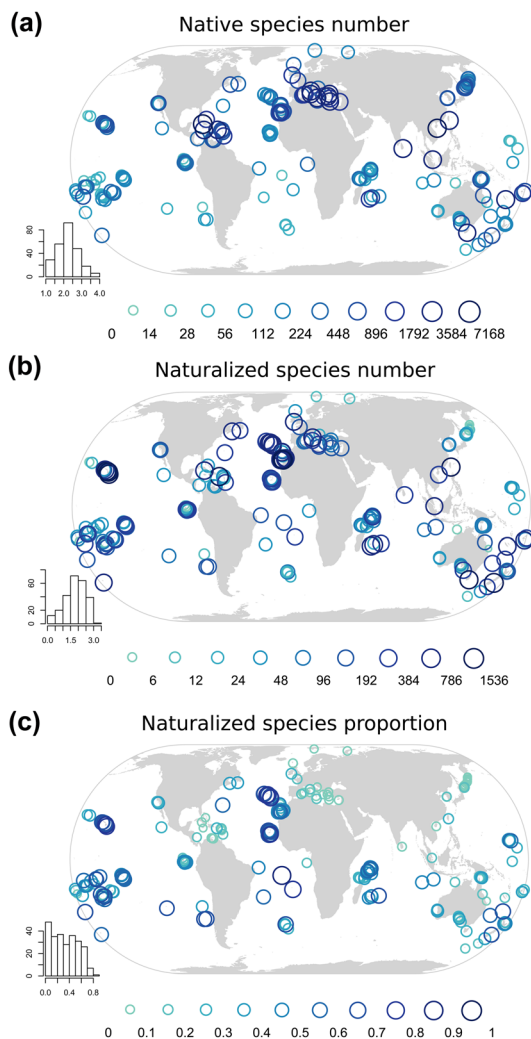 (a)
Native species number
0 40 80
1.0 2.0 3.0 4.0
0 14 28 56 112 224 448 896 1792 3584 7168
(b)
Naturalized species number
0 20 60
0.0 1.5 3.0
0 6 12 24 48 96 192 384 786 1536
(c)
Naturalized species proportion
0 20 40
0.0 0.4 0.8
0 0.1 0.2 0.3 0.4 0.5 0.6 0.7 0.8 0.9 1